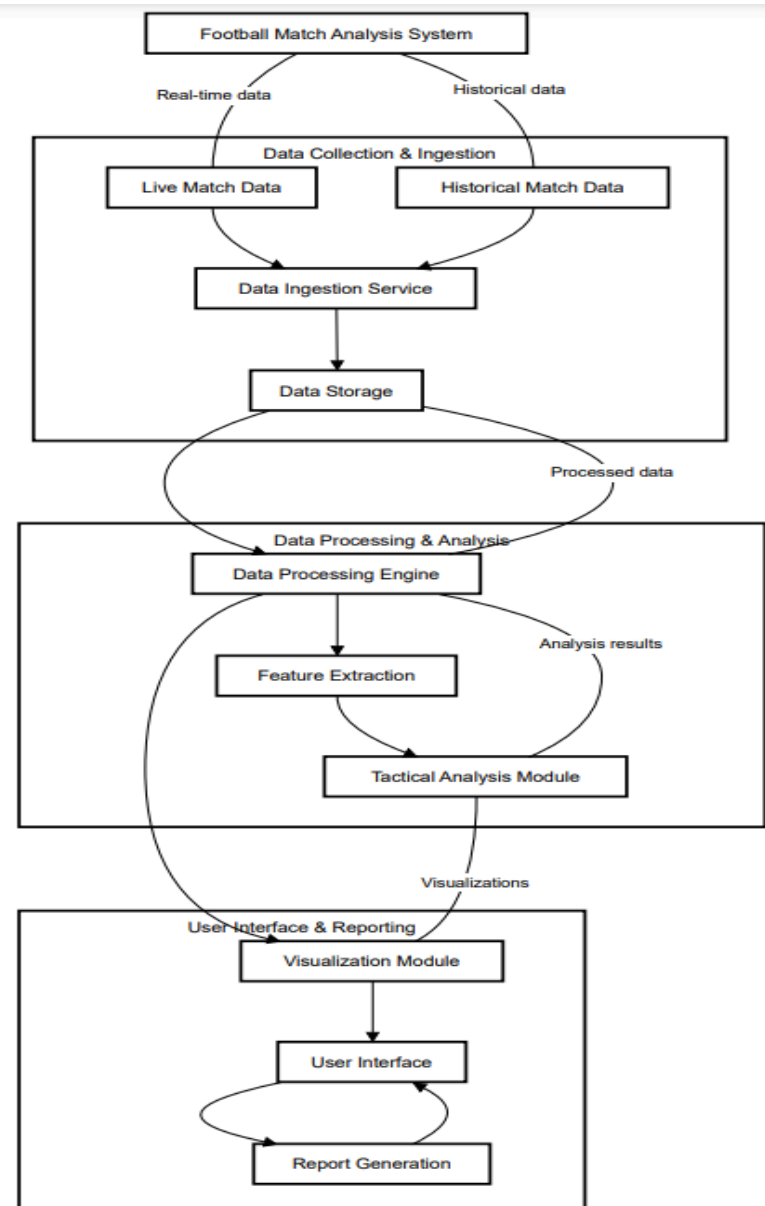 Football Match Analysis System
Real-time data
Historical data
Data Collection & Ingestion
Live Match Data
Historical Match Data
Data Ingestion Service
Data Storage
Processed data
Data Processing & Analysis
Data Processing Engine
Analysis results
Feature Extraction
Tactical Analysis Module
Visualizations
User Interface & Reporting
Visualization Module
User Interface
Report Generation